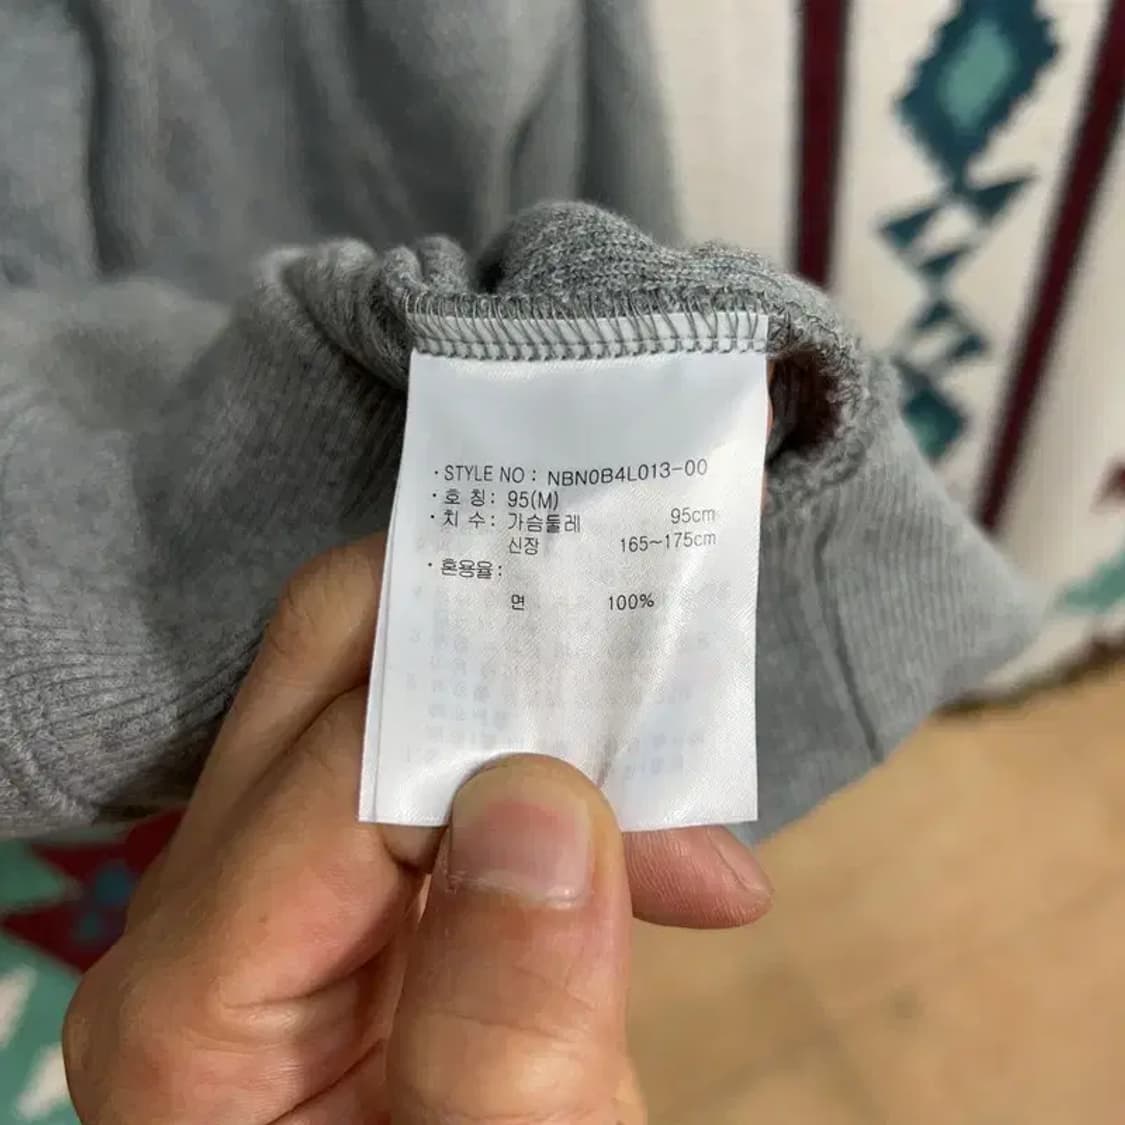 ·STYLE NO : NBN0B4L013-00
·호 칭: 95(M)
·치 수: 가슴둘레 95cm
신장 165~175cm
·혼용율:
면 100%